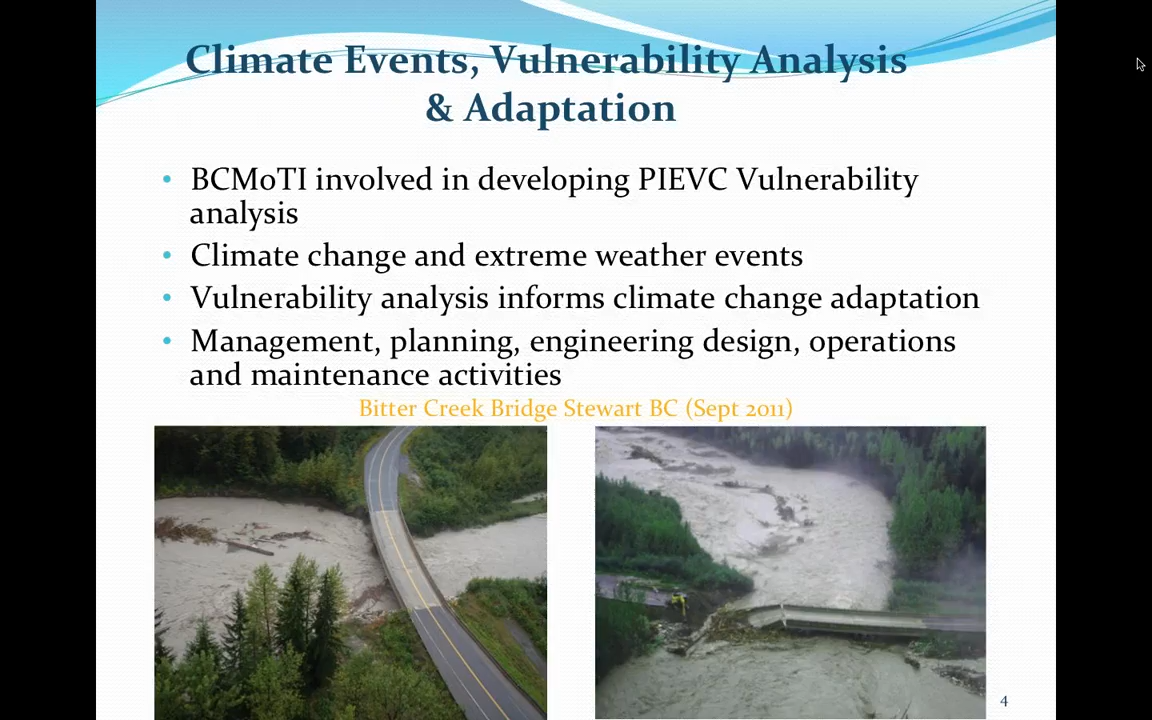 Climate Events, Vulnerability Analysis
& Adaptation
• BCMoTI involved in developing PIEVC Vulnerability
analysis
• Climate change and extreme weather events
• Vulnerability analysis informs climate change adaptation
• Management, planning, engineering design, operations
and maintenance activities
Bitter Creek Bridge Stewart BC (Sept 2011)
4